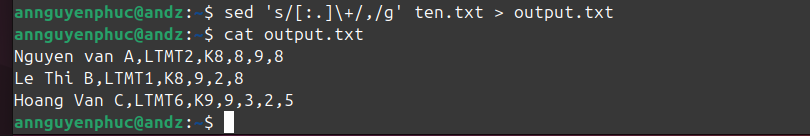 annguyenphuc@andz:~$ sed 's/[:.]\+/,/g' ten.txt > output.txt
annguyenphuc@andz:~$ cat output.txt
Nguyen van A,LTMT2,K8,8,9,8
Le Thi B,LTMT1,K8,9,2,8
Hoang Van C,LTMT6,K9,9,3,2,5
annguyenphuc@andz:~$